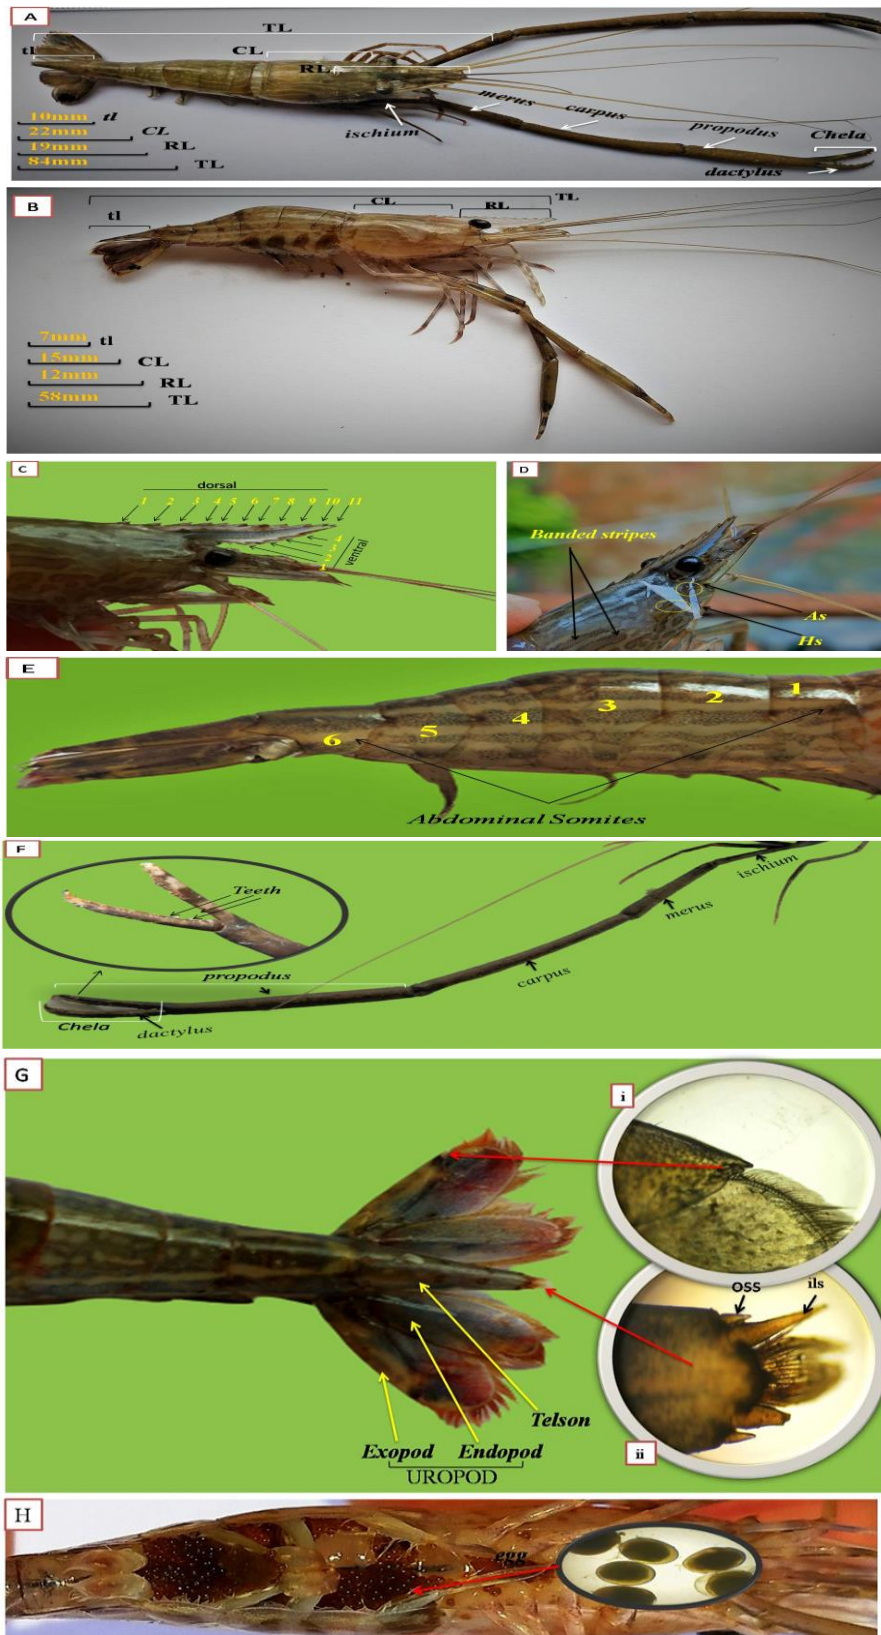 A
TL
CL
tl
RL
merus
carpus
ischium
propodus
Chela
dactylus
10mm tl
22mm CL
19mm RL
84mm TL
B
CL RL TL
tl
7mm tl
15mm CL
12mm RL
58mm TL
C
dorsal
1 2 3 4 5 6 7 8 9 10 11
4
ventral
D
Banded stripes
As
Hs
E
6 5 4 3 2 1
Abdominal Somites
F
Teeth
ischium
merus
carpus
propodus
Chela
dactylus
G
i
oss ils
Telson
Exopod Endopod
UROPOD
ii
H
egg